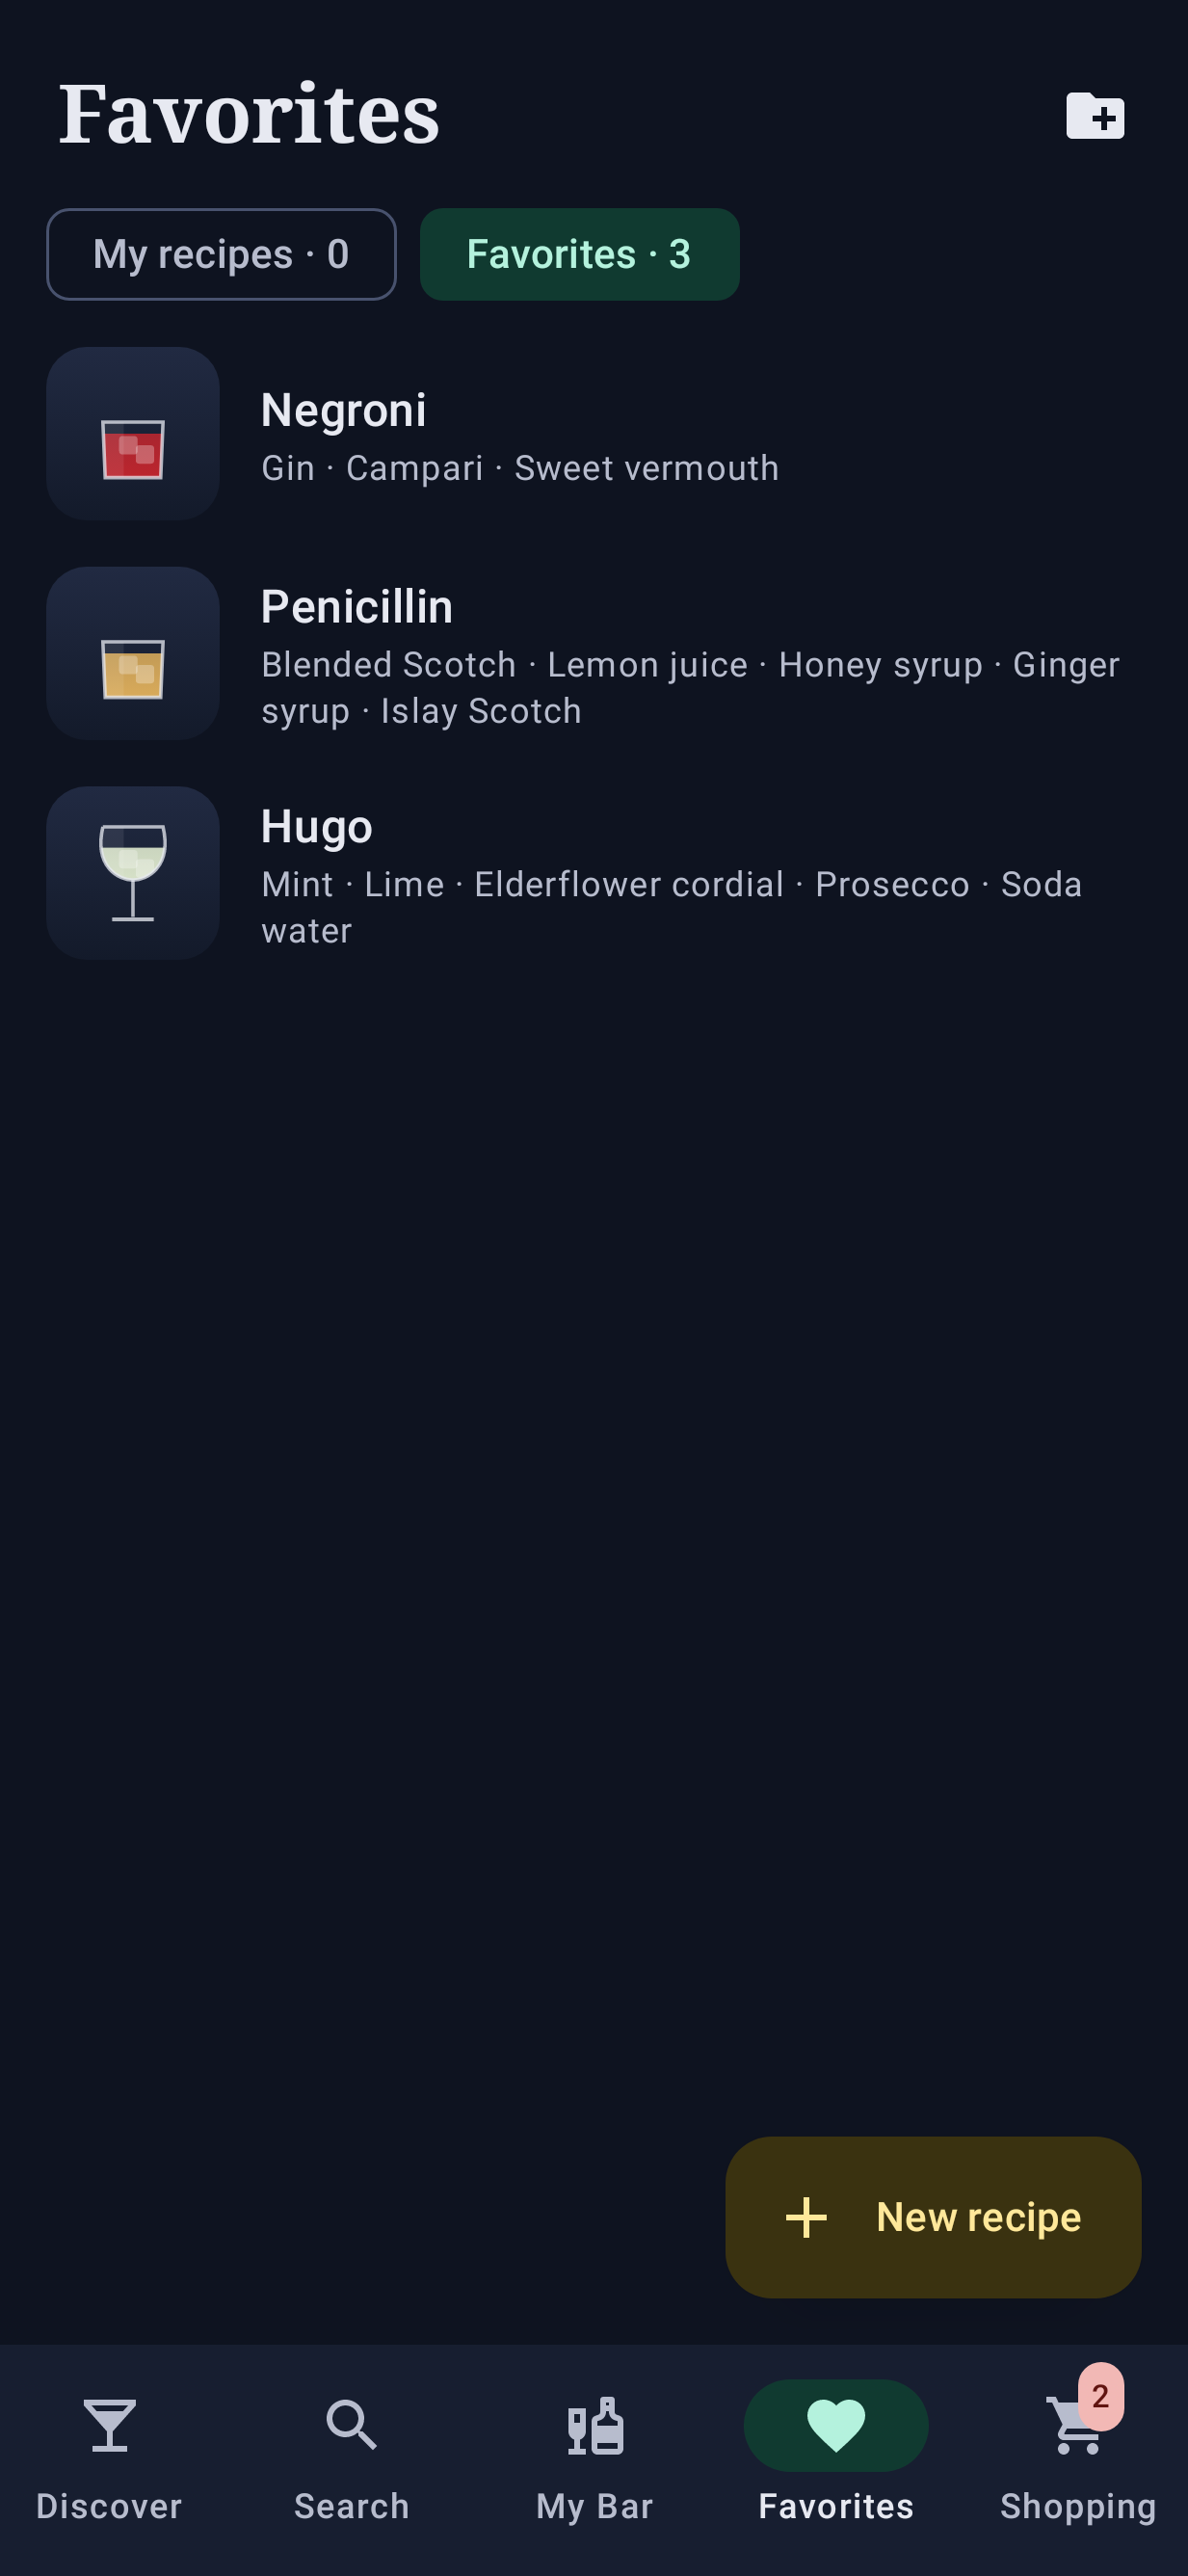 Favorites
My recipes · 0
Favorites · 3
Negroni
Gin · Campari · Sweet vermouth
Penicillin
Blended Scotch · Lemon juice · Honey syrup · Ginger
syrup · Islay Scotch
Hugo
Mint · Lime · Elderflower cordial · Prosecco · Soda
water
New recipe
2
Discover
Search
My Bar
Favorites
Shopping